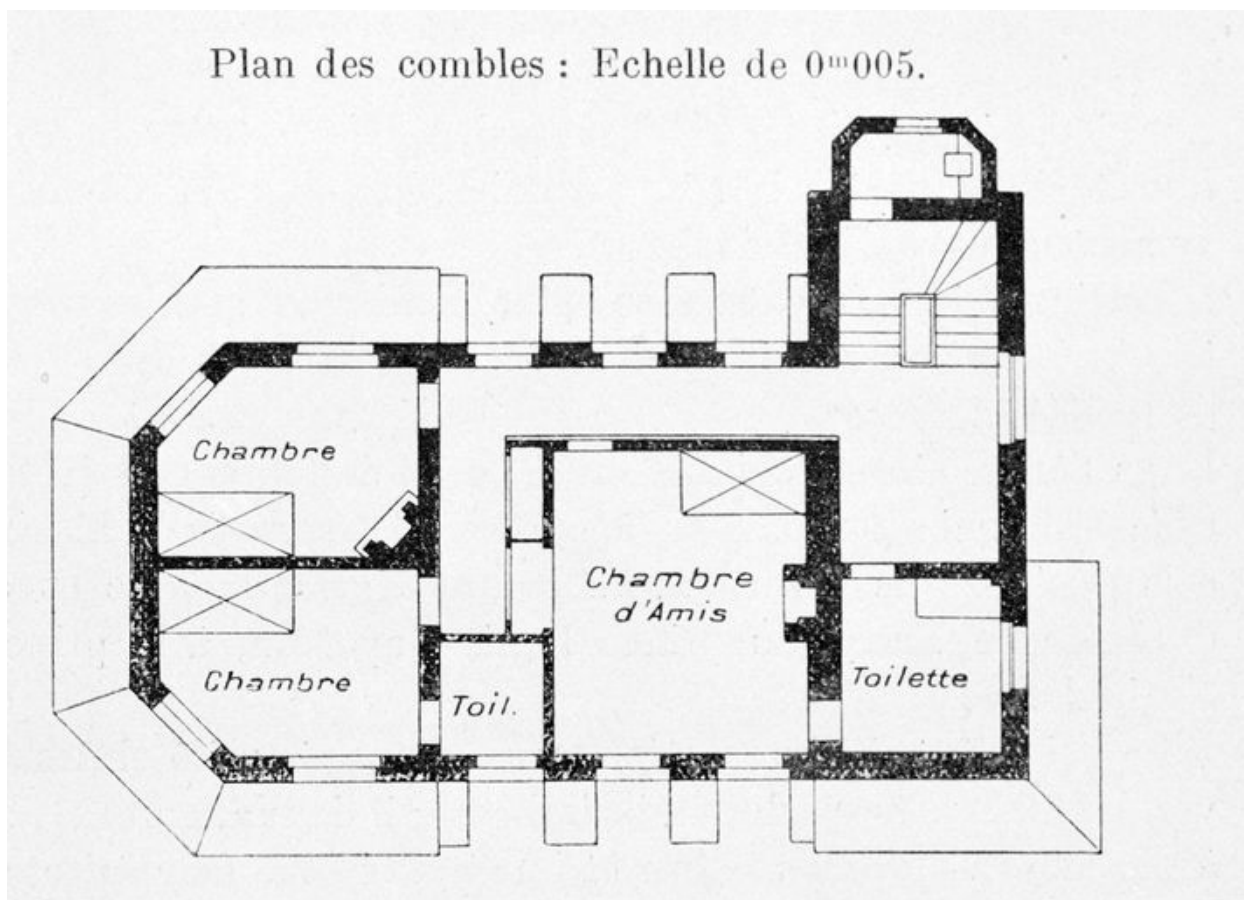 Plan des combles : Echelle de 0ᵐ005.
Chambre
Chambre
d'Amis
Chambre
Toil.
Toilette